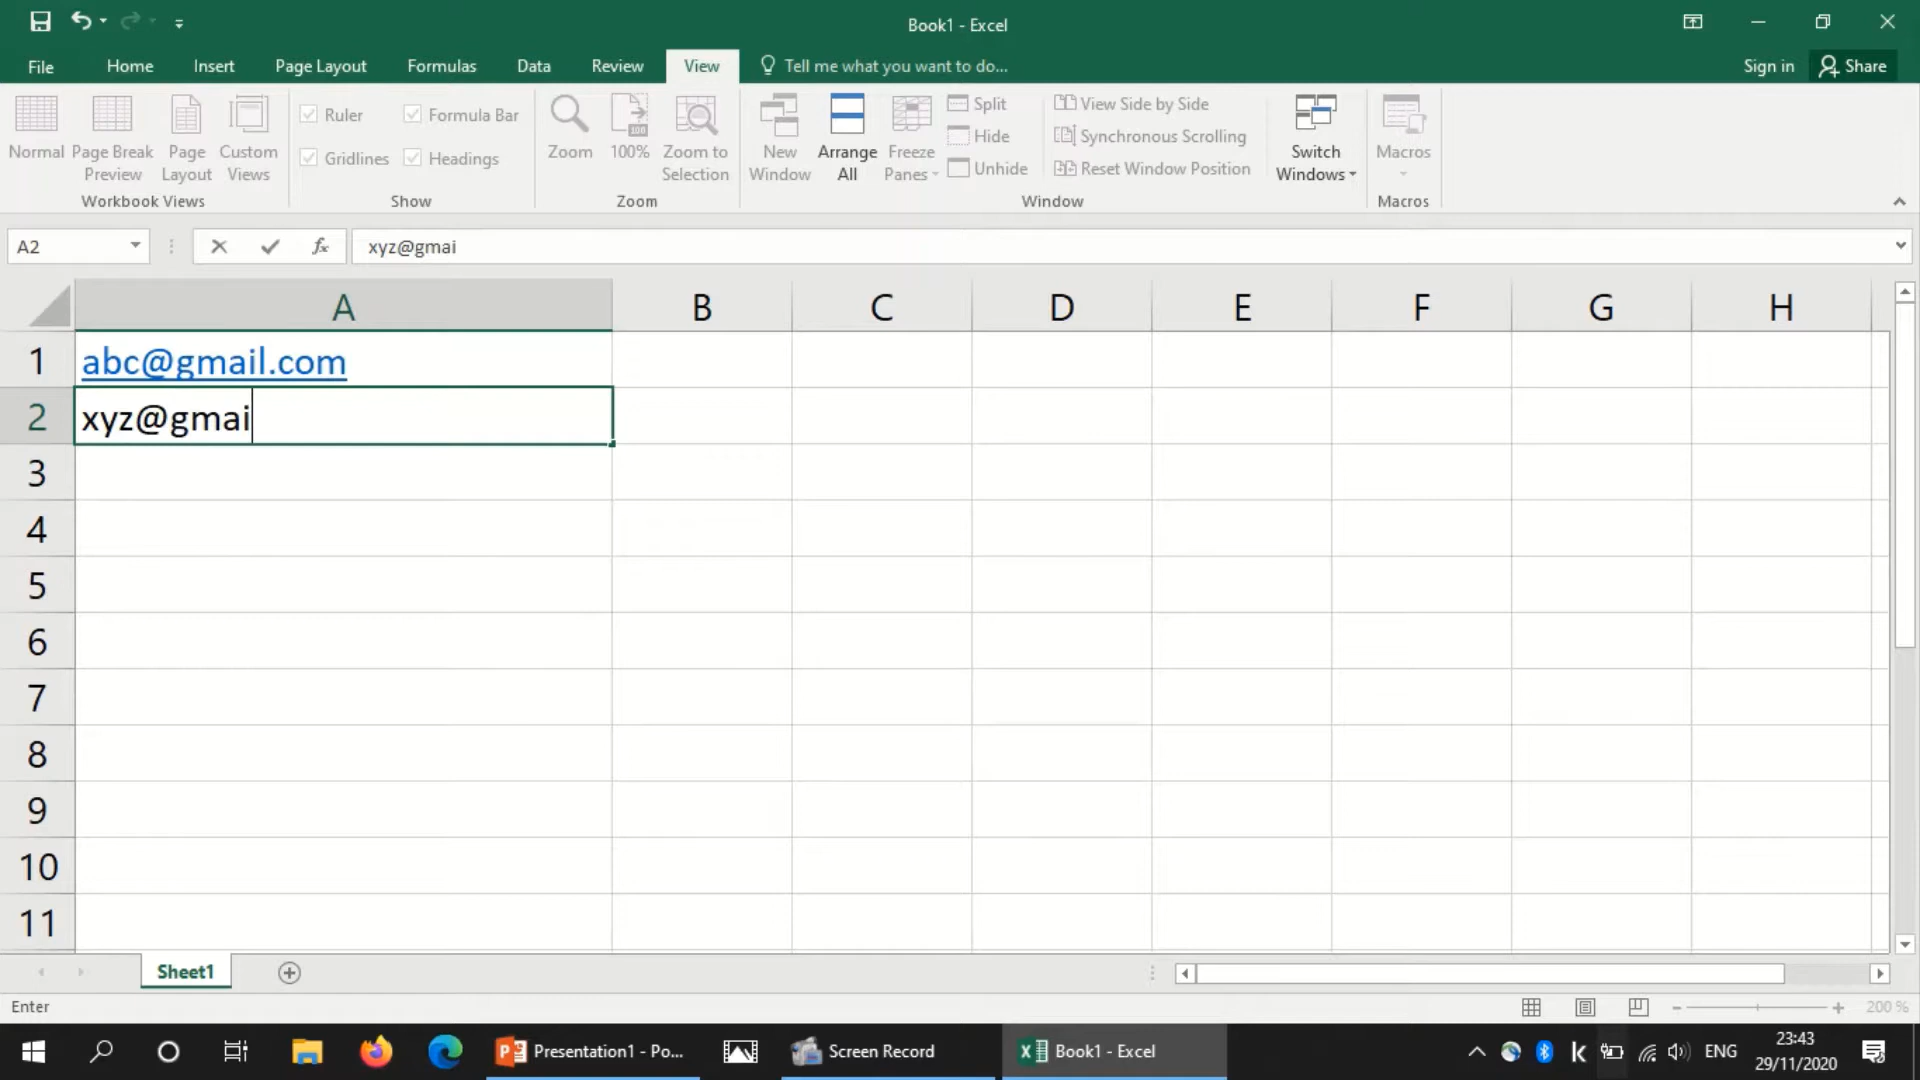 Book1 - Excel
File Home Insert Page Layout Formulas Data Review View Tell me what you want to do... Sign in Share
Normal Page Break Preview Page Layout Custom Views
Workbook Views
Ruler Formula Bar
Gridlines Headings
Show
Zoom 100% Zoom to Selection
Zoom
New Window Arrange All Freeze Panes
Split
Hide
Unhide
View Side by Side
Synchronous Scrolling
Reset Window Position
Switch Windows
Window
Macros
Macros
A2 fx xyz@gmai
A B C D E F G H
1 abc@gmail.com
2 xyz@gmai
3
4
5
6
7
8
9
10
11
Sheet1
Enter 200 %
Presentation1 - Po... Screen Record Book1 - Excel ENG 23:43
29/11/2020